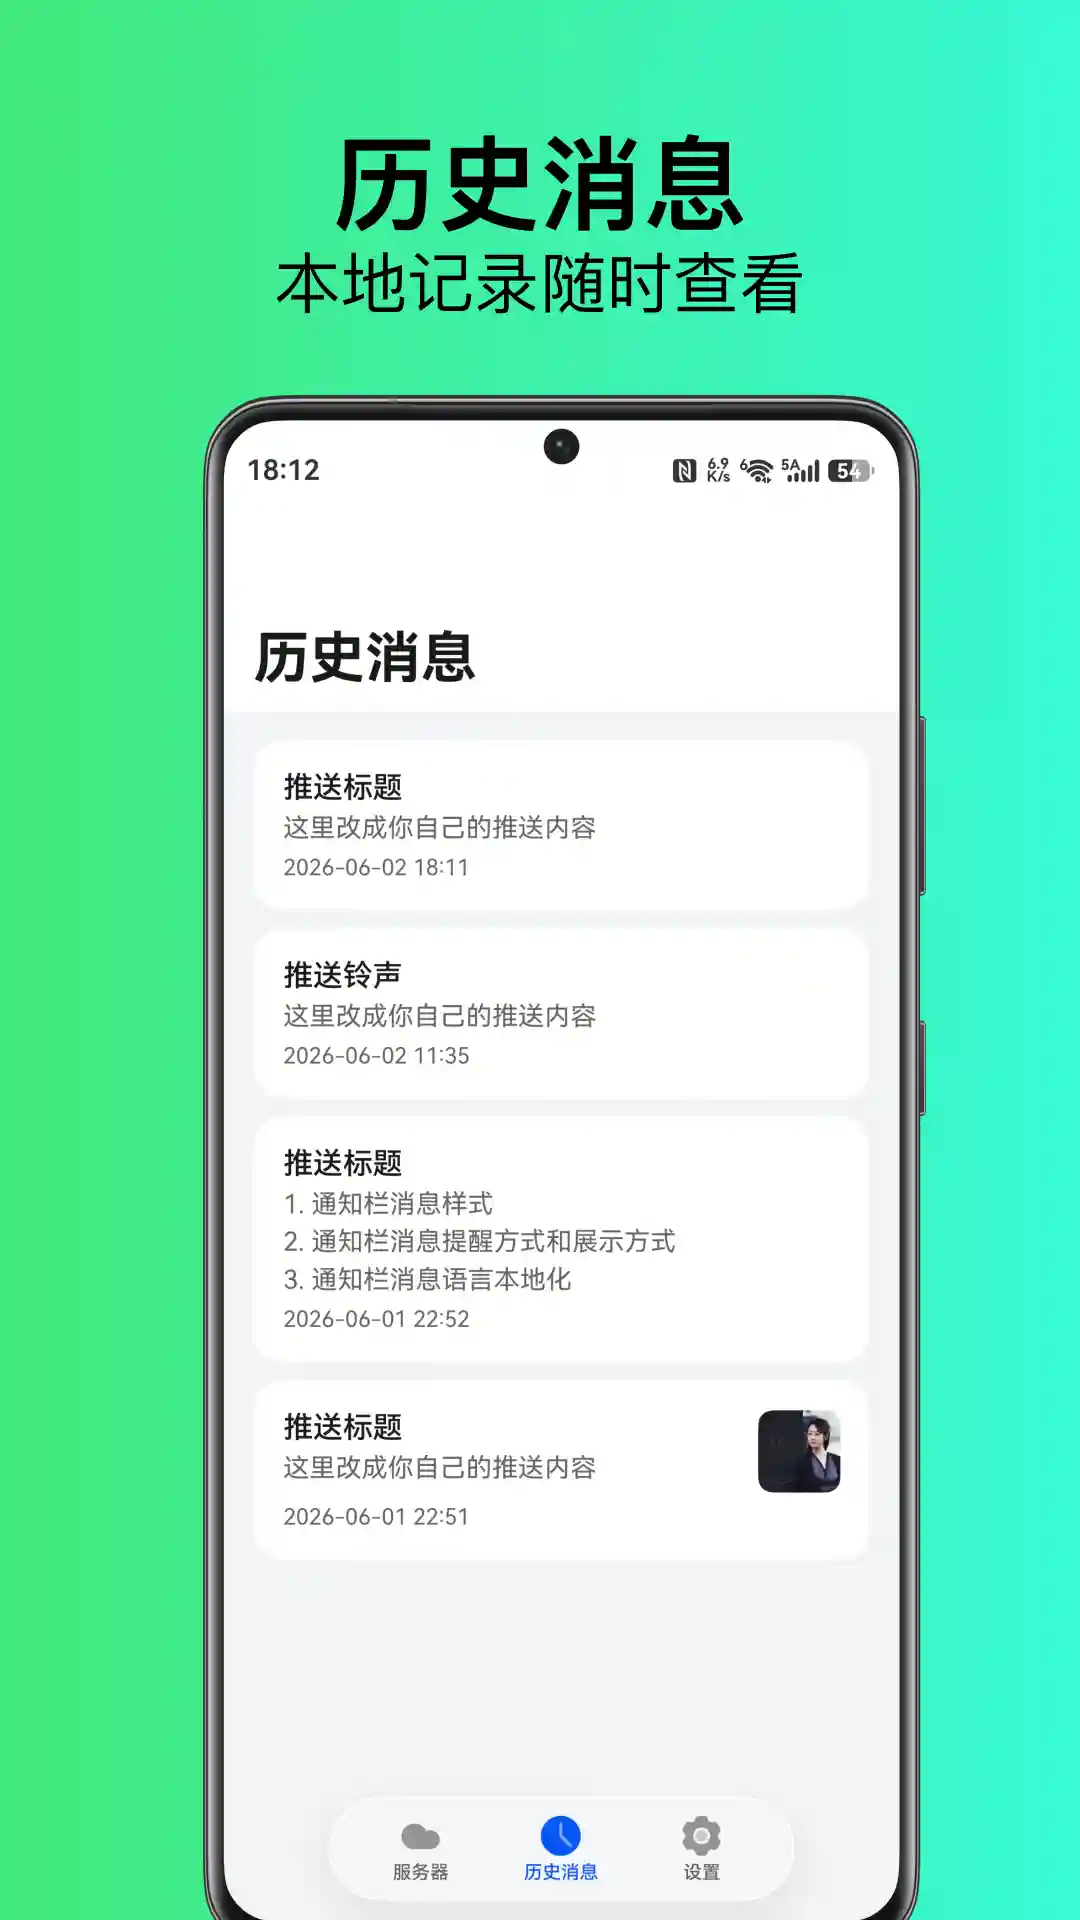 历史消息
本地记录随时查看
18:12
6.9 K/s
6
5A
54
历史消息
推送标题
这里改成你自己的推送内容
2026-06-02 18:11
推送铃声
这里改成你自己的推送内容
2026-06-02 11:35
推送标题
1. 通知栏消息样式
2. 通知栏消息提醒方式和展示方式
3. 通知栏消息语言本地化
2026-06-01 22:52
推送标题
这里改成你自己的推送内容
2026-06-01 22:51
服务器
历史消息
设置